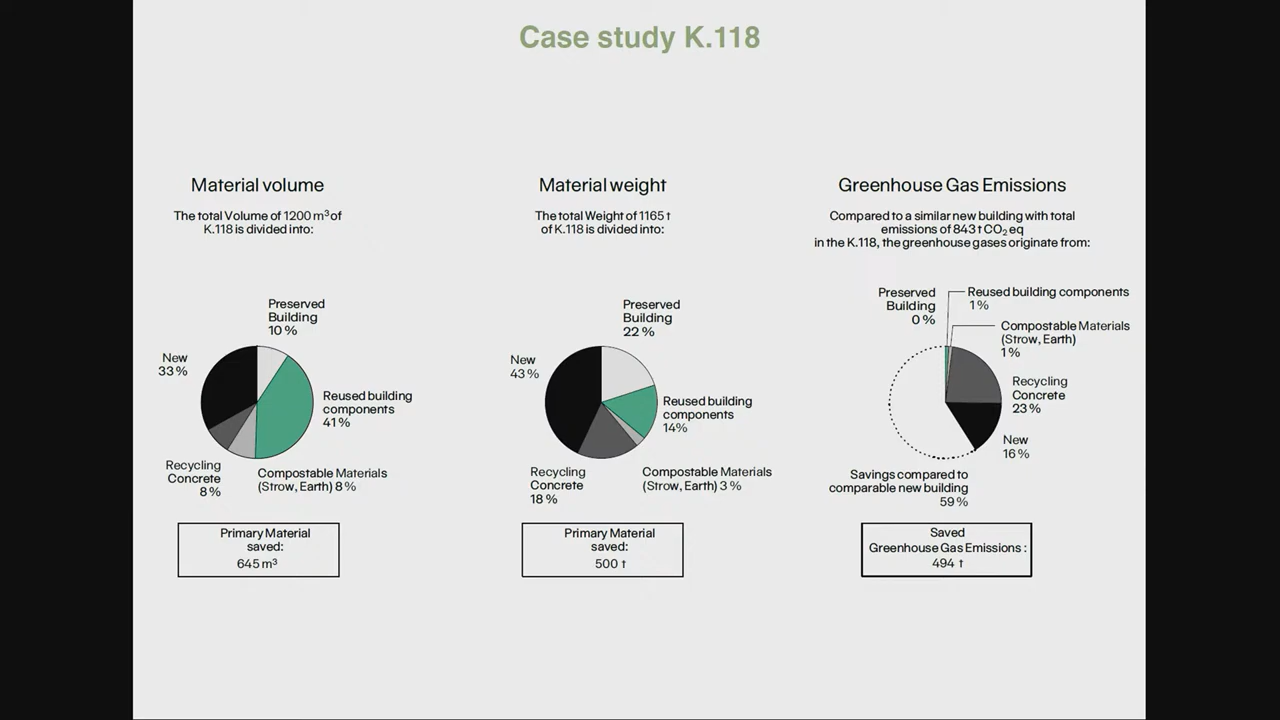 Case study K.118
Material volume
The total Volume of 1200 m³ of
K.118 is divided into:
Preserved
Building
10 %
New
33 %
Reused building
components
41 %
Recycling
Concrete
8 %
Compostable Materials
(Strow, Earth) 8 %
Primary Material
saved:
645 m³
Material weight
The total Weight of 1165 t
of K.118 is divided into:
Preserved
Building
22 %
New
43 %
Reused building
components
14%
Recycling
Concrete
18 %
Compostable Materials
(Strow, Earth) 3 %
Primary Material
saved:
500 t
Greenhouse Gas Emissions
Compared to a similar new building with total
emissions of 843 t CO₂ eq
in the K.118, the greenhouse gases originate from:
Preserved
Building
0 %
Reused building components
1 %
Compostable Materials
(Strow, Earth)
1 %
Recycling
Concrete
23 %
New
16 %
Savings compared to
comparable new building
59 %
Saved
Greenhouse Gas Emissions :
494 t